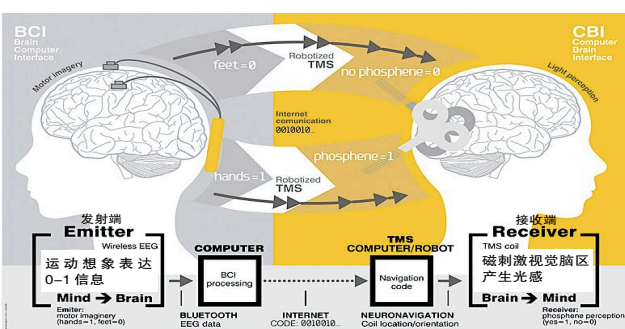 BCI
Brain
Computer
Interface
CBI
Computer
Brain
Interface
Motor imagery
feet=0
Robotized
TMS
no phosphene=0
Light perception
Internet
comunication
0010010…
hands=1
Robotized
TMS
phosphene=1
发射端
Emitter
Wireless EEG
运动想象表达
0-1信息
Mind → Brain
Emiter:
motor imaginery
(hands=1, feet=0)
COMPUTER
BCI
processing
BLUETOOTH
EEG data
INTERNET
CODE: 0010010…
TMS
COMPUTER/ROBOT
Navigation
code
NEURONAVIGATION
Coil location/orientation
接收端
Receiver
TMS coil
磁刺激视觉脑区
产生光感
Brain → Mind
Receiver:
phosphene perception
(yes=1, no=0)